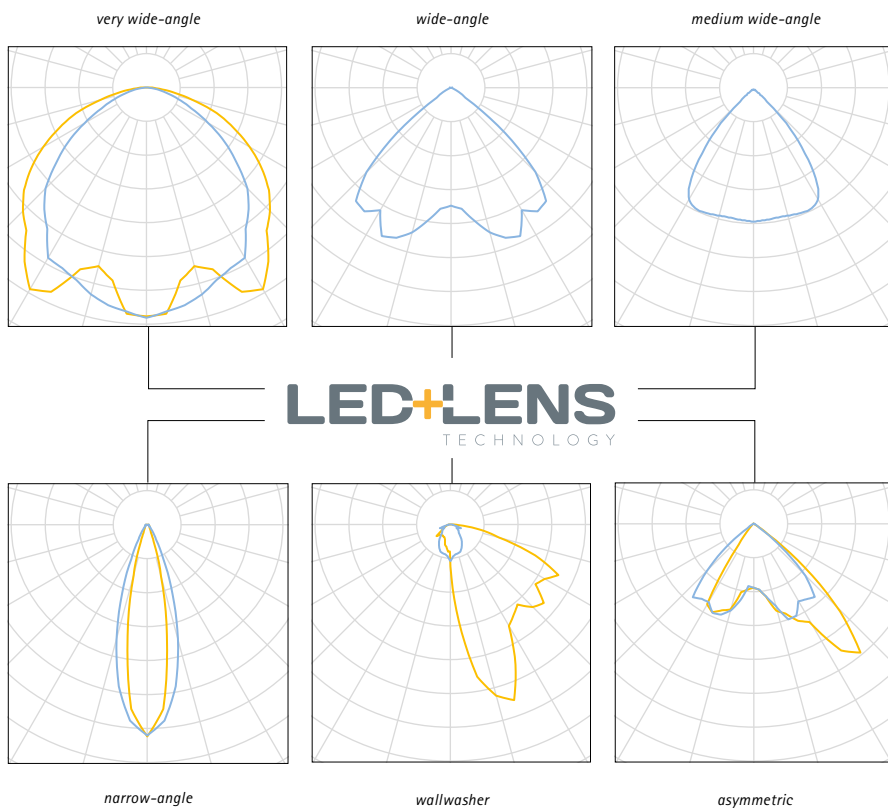 very wide-angle
wide-angle
medium wide-angle
LED+LENS
TECHNOLOGY
narrow-angle
wallwasher
asymmetric